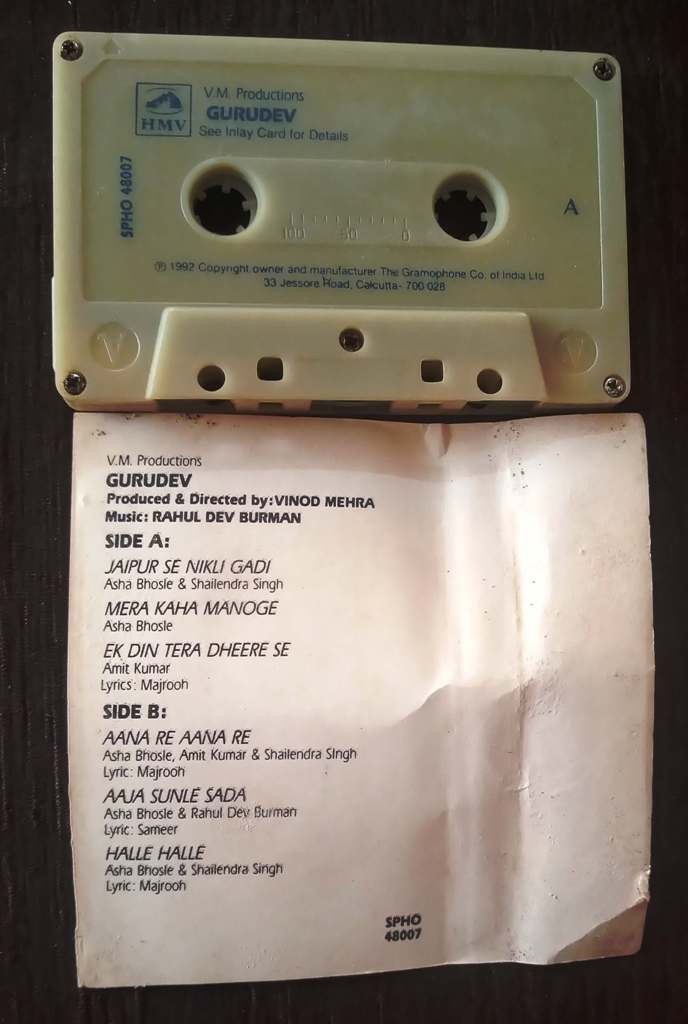 V.M. Productions
GURUDEV
HMV
See Inlay Card for Details
SPHO 48007
100 50 0
A
℗ 1992 Copyright owner and manufacturer The Gramophone Co. of India Ltd
33 Jessore Road, Calcutta- 700 028
V.M. Productions
GURUDEV
Produced & Directed by:VINOD MEHRA
Music: RAHUL DEV BURMAN
SIDE A:
JAIPUR SE NIKLI GADI
Asha Bhosle & Shailendra Singh
MERA KAHA MANOGE
Asha Bhosle
EK DIN TERA DHEERE SE
Amit Kumar
Lyrics: Majrooh
SIDE B:
AANA RE AANA RE
Asha Bhosle, Amit Kumar & Shailendra Singh
Lyric: Majrooh
AAJA SUNLE SADA
Asha Bhosle & Rahul Dev Burman
Lyric: Sameer
HALLE HALLE
Asha Bhosle & Shailendra Singh
Lyric: Majrooh
SPHO
48007